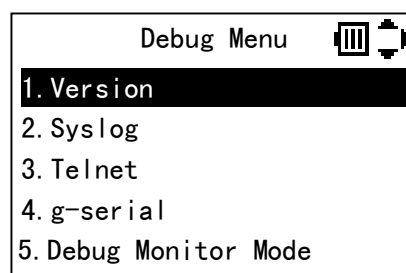 Debug Menu
1.Version
2.Syslog
3.Telnet
4.g-serial
5.Debug Monitor Mode